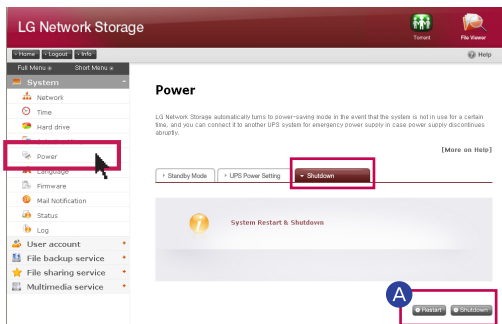 LG Network Storage
Torrent
File Viewer
Home
Logout
Info
Help
Full Menu
Short Menu
System
Network
Time
Hard drive
Power
Language
Firmware
Mail Notification
Status
Log
User account
File backup service
File sharing service
Multimedia service
Power
LG Network Storage automatically turns to power-saving mode in the event that the system is not in use for a certain
time, and you can connect it to another UPS system for emergency power supply in case power supply discontinues
abruptly.
[More on Help]
Standby Mode
UPS Power Setting
Shutdown
System Restart & Shutdown
A
Restart
Shutdown